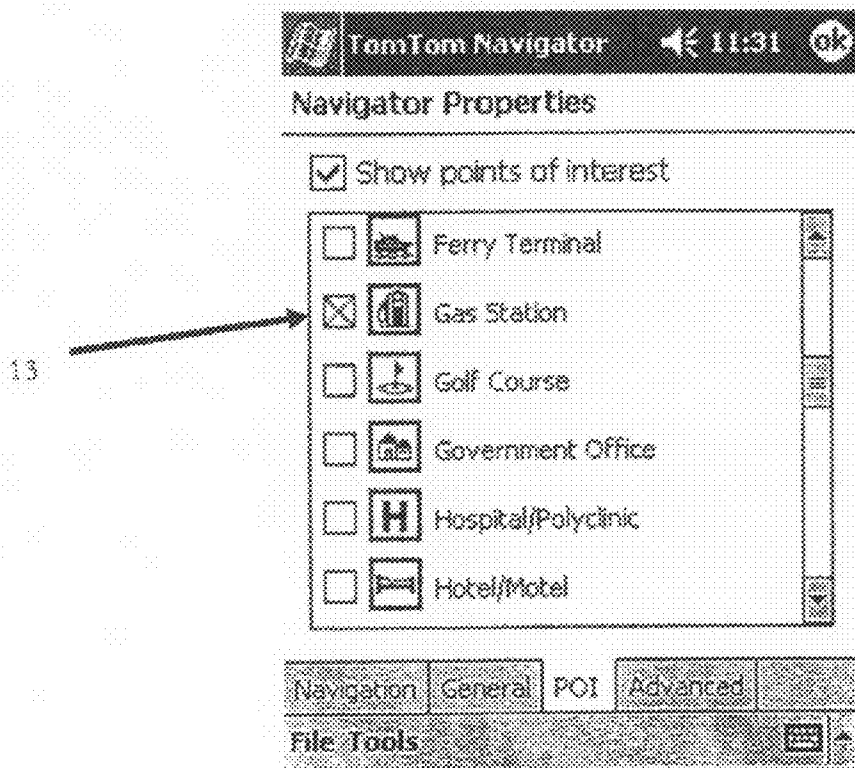 TomTom Navigator 11:31 ok
Navigator Properties
Show points of interest
Ferry Terminal
Gas Station
13
Golf Course
Government Office
H Hospital/Polyclinic
Hotel/Motel
Navigation General POI Advanced
File Tools